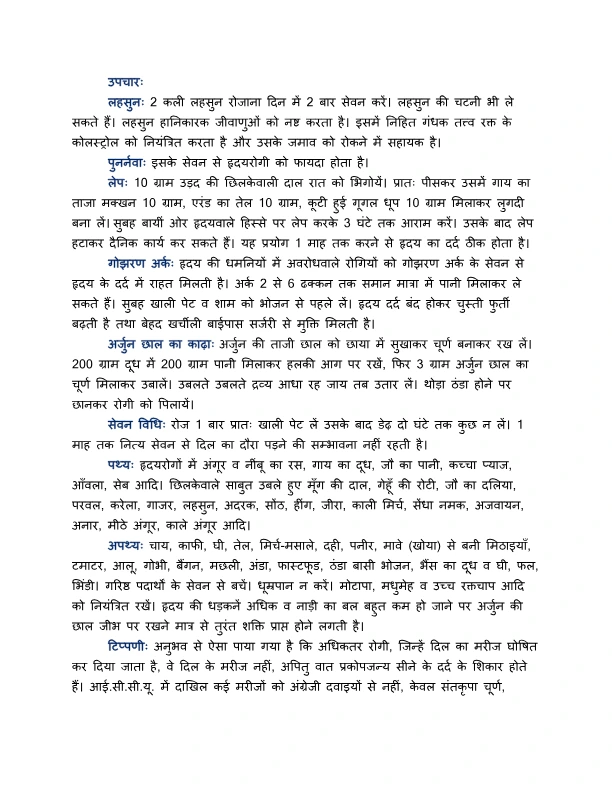 उपचारः
लहसुनः 2 कली लहसुन रोजाना दिन में 2 बार सेवन करें। लहसुन की चटनी भी ले
सकते हैं। लहसुन हानिकारक जीवाणुओं को नष्ट करता है। इसमें निहित गंधक तत्त्व रक्त के
कोलस्ट्रोल को नियंत्रित करता है और उसके जमाव को रोकने में सहायक है।
पुनर्नवाः इसके सेवन से हृदयरोगी को फायदा होता है।
लेपः 10 ग्राम उड़द की छिलकेवाली दाल रात को भिगोयें। प्रातः पीसकर उसमें गाय का
ताजा मक्खन 10 ग्राम, एरंड का तेल 10 ग्राम, कूटी हुई गूगल धूप 10 ग्राम मिलाकर लुगदी
बना लें। सुबह बायीं ओर हृदयवाले हिस्से पर लेप करके 3 घंटे तक आराम करें। उसके बाद लेप
हटाकर दैनिक कार्य कर सकते हैं। यह प्रयोग 1 माह तक करने से हृदय का दर्द ठीक होता है।
गोझरण अर्कः हृदय की धमनियों में अवरोधवाले रोगियों को गोझरण अर्क के सेवन से
हृदय के दर्द में राहत मिलती है। अर्क 2 से 6 ढक्कन तक समान मात्रा में पानी मिलाकर ले
सकते हैं। सुबह खाली पेट व शाम को भोजन से पहले लें। हृदय दर्द बंद होकर चुस्ती फुर्ती
बढ़ती है तथा बेहद खर्चीली बाईपास सर्जरी से मुक्ति मिलती है।
अर्जुन छाल का काढ़ाः अर्जुन की ताजी छाल को छाया में सुखाकर चूर्ण बनाकर रख लें।
200 ग्राम दूध में 200 ग्राम पानी मिलाकर हलकी आग पर रखें, फिर 3 ग्राम अर्जुन छाल का
चूर्ण मिलाकर उबालें। उबलते उबलते द्रव्य आधा रह जाय तब उतार लें। थोड़ा ठंडा होने पर
छानकर रोगी को पिलायें।
सेवन विधिः रोज 1 बार प्रातः खाली पेट लें उसके बाद डेढ़ दो घंटे तक कुछ न लें। 1
माह तक नित्य सेवन से दिल का दौरा पड़ने की सम्भावना नहीं रहती है।
पथ्यः हृदयरोगों में अंगूर व नींबू का रस, गाय का दूध, जौ का पानी, कच्चा प्याज,
आँवला, सेब आदि। छिलकेवाले साबुत उबले हुए मूँग की दाल, गेहूँ की रोटी, जौ का दलिया,
परवल, करेला, गाजर, लहसुन, अदरक, सोंठ, हींग, जीरा, काली मिर्च, सेंधा नमक, अजवायन,
अनार, मीठे अंगूर, काले अंगूर आदि।
अपथ्यः चाय, काफी, घी, तेल, मिर्च-मसाले, दही, पनीर, मावे (खोया) से बनी मिठाइयाँ,
टमाटर, आलू, गोभी, बैंगन, मछली, अंडा, फास्टफूड, ठंडा बासी भोजन, भैंस का दूध व घी, फल,
भिंडी। गरिष्ठ पदार्थों के सेवन से बचें। धूम्रपान न करें। मोटापा, मधुमेह व उच्च रक्तचाप आदि
को नियंत्रित रखें। हृदय की धड़कनें अधिक व नाड़ी का बल बहुत कम हो जाने पर अर्जुन की
छाल जीभ पर रखने मात्र से तुरंत शक्ति प्राप्त होने लगती है।
टिप्पणीः अनुभव से ऐसा पाया गया है कि अधिकतर रोगी, जिन्हें दिल का मरीज घोषित
कर दिया जाता है, वे दिल के मरीज नहीं, अपितु वात प्रकोपजन्य सीने के दर्द के शिकार होते
हैं। आई.सी.सी.यू. में दाखिल कई मरीजों को अंग्रेजी दवाइयों से नहीं, केवल संतकृपा चूर्ण,